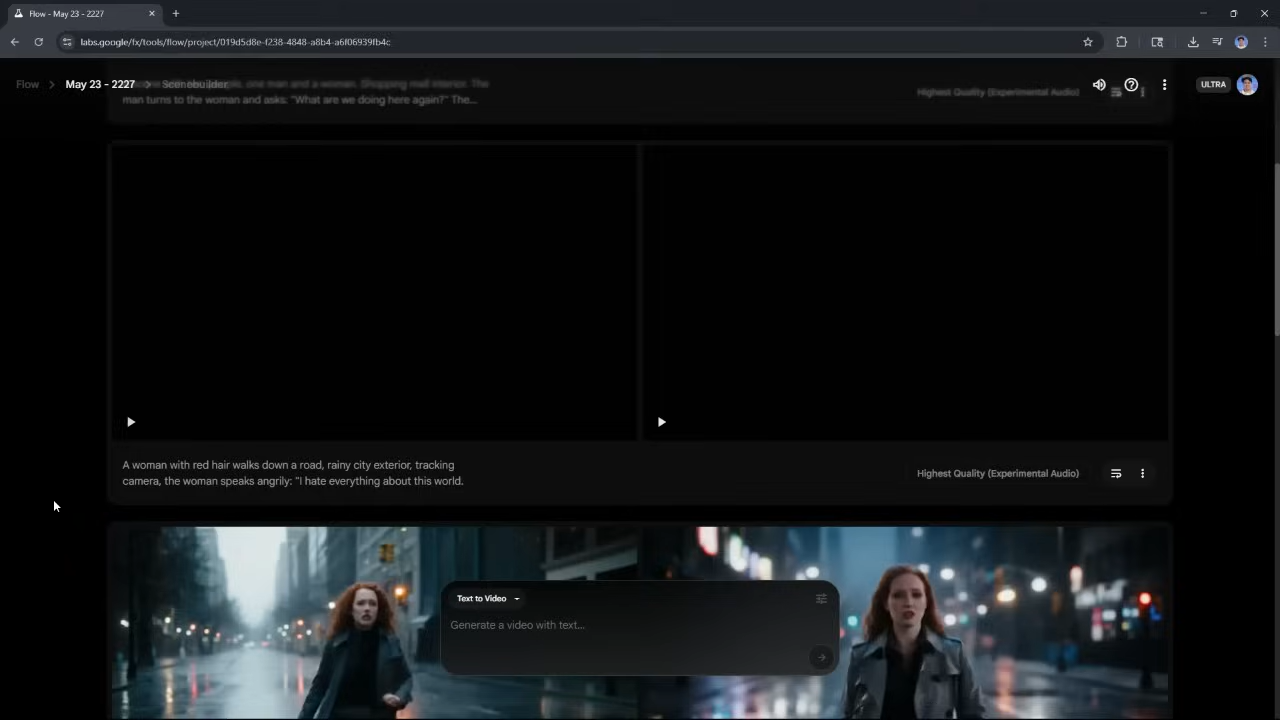 Flow - May 23 - 2227
labs.google/fx/tools/flow/project/019d5d8e-f238-4848-a8b4-a6f06939fb4c
Flow > May 23 - 2227 > Scenebuilder
ULTRA
man turns to the woman and asks: "What are we doing here again?" The...
Highest Quality (Experimental Audio)
A woman with red hair walks down a road, rainy city exterior, tracking
camera, the woman speaks angrily: "I hate everything about this world.
Highest Quality (Experimental Audio)
Text to Video
Generate a video with text...